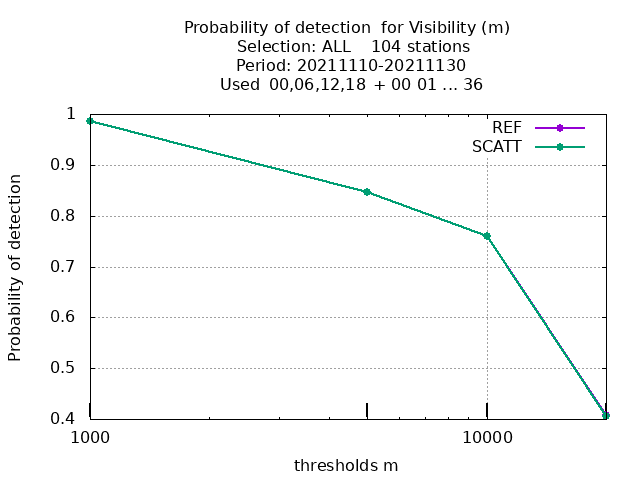 Probability of detection for Visibility (m)
Selection: ALL 104 stations
Period: 20211110-20211130
Used 00,06,12,18 + 00 01 ... 36
REF
SCATT
1
0.9
0.8
0.7
0.6
0.5
0.4
Probability of detection
1000
10000
thresholds m